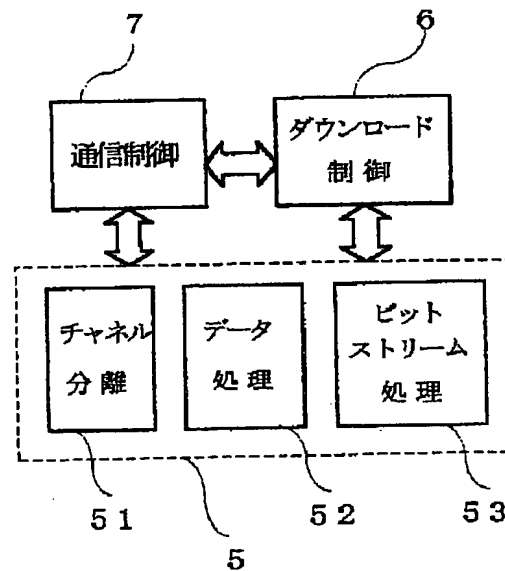 7
6
通信制御
ダウンロード
制御
チャネル
分離
データ
処理
ビット
ストリーム
処理
51
52
53
5